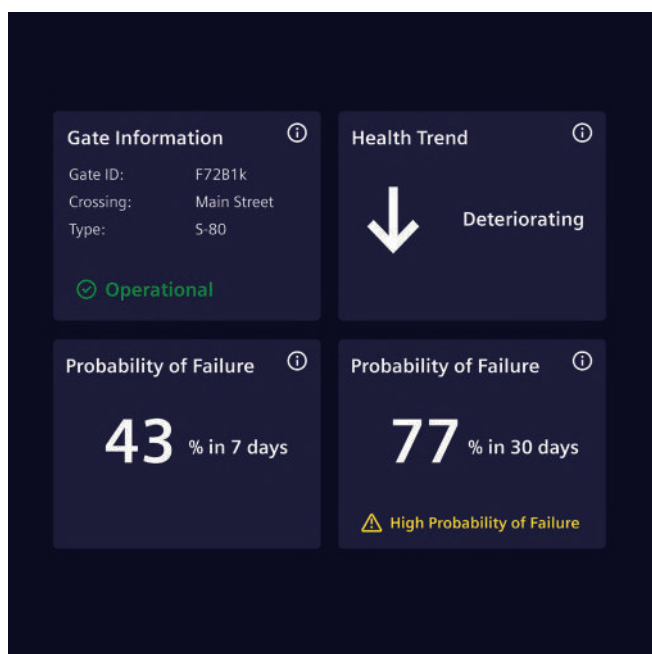 Gate Information
Gate ID: F72B1k
Crossing: Main Street
Type: S-80
Operational
Health Trend
Deteriorating
Probability of Failure
43 % in 7 days
Probability of Failure
77 % in 30 days
High Probability of Failure